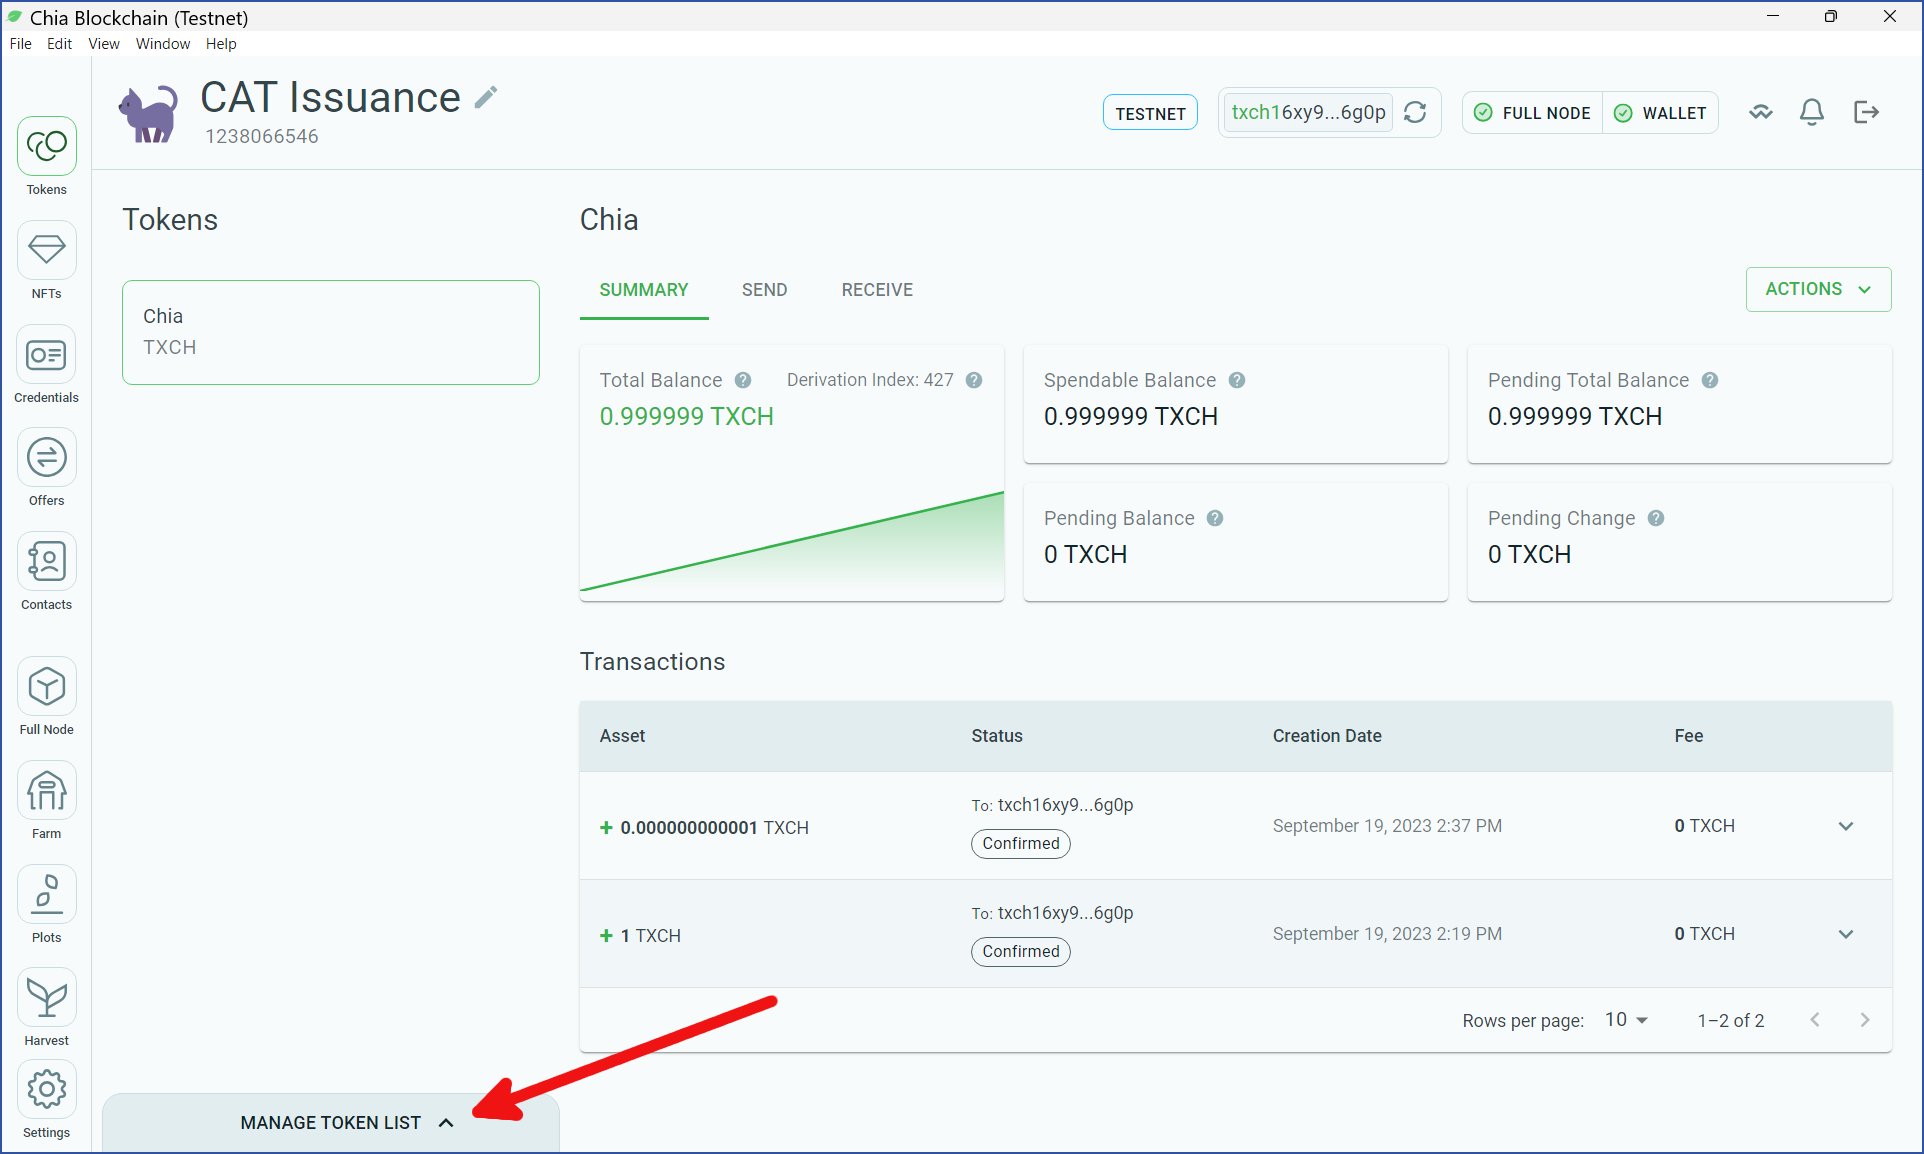 Chia Blockchain (Testnet)
File Edit View Window Help
CAT Issuance
1238066546
TESTNET
txch16xy9...6g0p
FULL NODE
WALLET
Tokens
NFTs
Credentials
Offers
Contacts
Full Node
Farm
Plots
Harvest
Settings
Tokens
Chia
TXCH
MANAGE TOKEN LIST
Chia
SUMMARY SEND RECEIVE
ACTIONS
Total Balance ? Derivation Index: 427 ?
0.999999 TXCH
Spendable Balance ?
0.999999 TXCH
Pending Total Balance ?
0.999999 TXCH
Pending Balance ?
0 TXCH
Pending Change ?
0 TXCH
Transactions
Asset Status Creation Date Fee
To: txch16xy9...6g0p
+ 0.000000000001 TXCH Confirmed September 19, 2023 2:37 PM 0 TXCH
To: txch16xy9...6g0p
+ 1 TXCH Confirmed September 19, 2023 2:19 PM 0 TXCH
Rows per page: 10 1–2 of 2